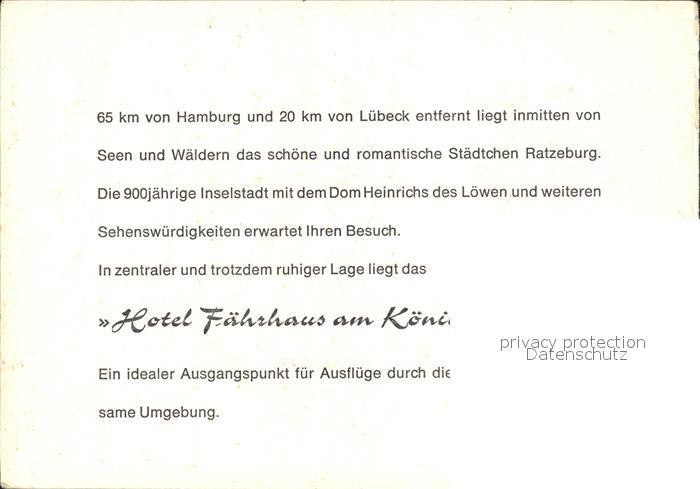 65 km von Hamburg und 20 km von Lübeck entfernt liegt inmitten von
Seen und Wäldern das schöne und romantische Städtchen Ratzeburg.
Die 900jährige Inselstadt mit dem Dom Heinrichs des Löwen und weiteren
Sehenswürdigkeiten erwartet Ihren Besuch.
In zentraler und trotzdem ruhiger Lage liegt das
»Hotel Fährhaus am
privacy protection
Datenschutz
Ein idealer Ausgangspunkt für Ausflüge durch die
same Umgebung.